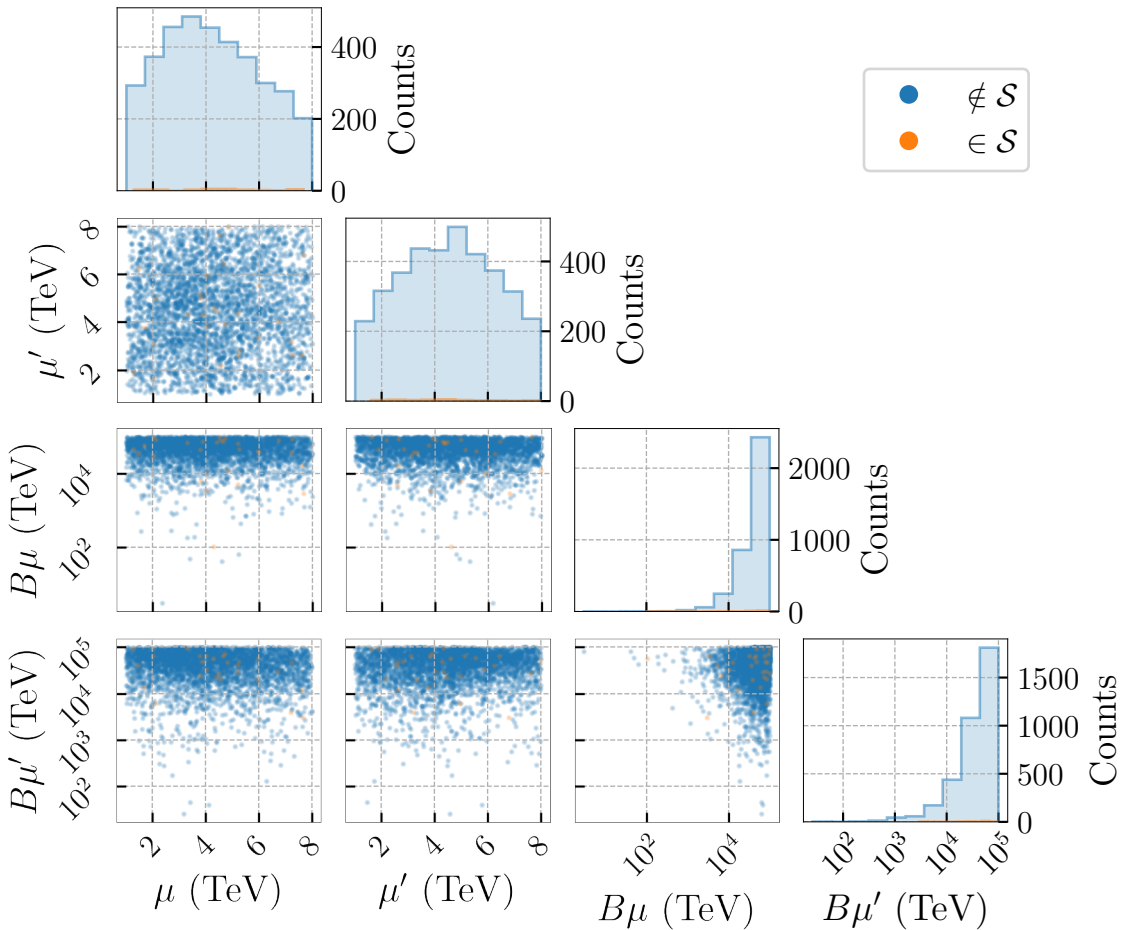 400
200
0
Counts
∉ 𝒮
∈ 𝒮
μ′ (TeV)
8
6
4
2
400
200
0
Counts
Bμ (TeV)
10⁴
10²
2000
1000
0
Counts
Bμ′ (TeV)
10⁵
10⁴
10³
10²
1500
1000
500
0
Counts
2 4 6 8
2 4 6 8
10² 10⁴
10² 10³ 10⁴ 10⁵
μ (TeV)
μ′ (TeV)
Bμ (TeV)
Bμ′ (TeV)